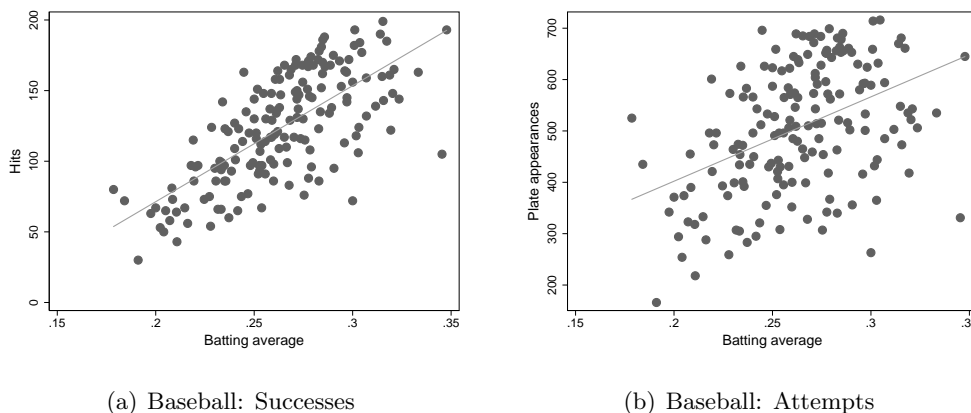 200
150
100
50
0
Hits
.15 .2 .25 .3 .35
Batting average
(a) Baseball: Successes
700
600
500
400
300
200
Plate appearances
.15 .2 .25 .3 .35
Batting average
(b) Baseball: Attempts